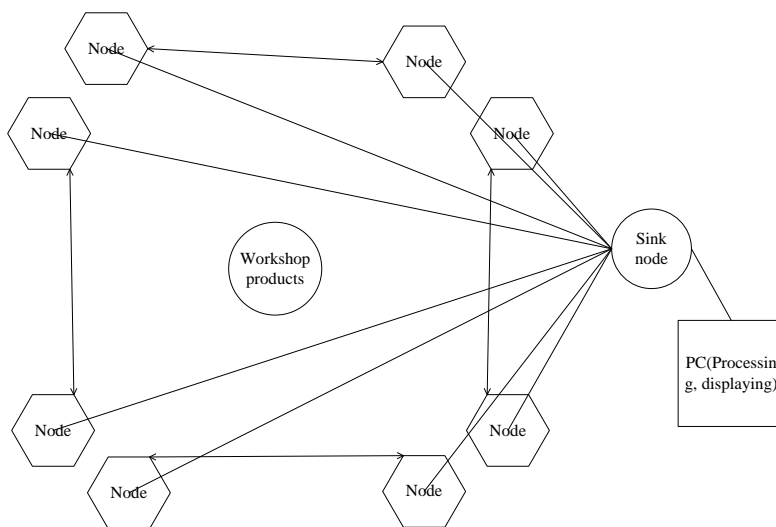 Node
Node
Node
Node
Workshop
products
Sink
node
PC(Processin
g, displaying)
Node
Node
Node
Node